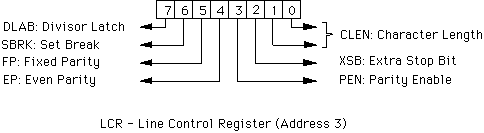 7 6 5 4 3 2 1 0
DLAB: Divisor Latch
SBRK: Set Break
FP: Fixed Parity
EP: Even Parity
CLEN: Character Length
XSB: Extra Stop Bit
PEN: Parity Enable
LCR - Line Control Register (Address 3)